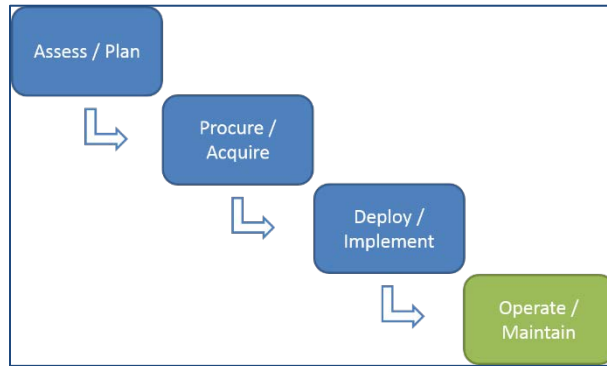 Assess / Plan
Procure /
Acquire
Deploy /
Implement
Operate /
Maintain